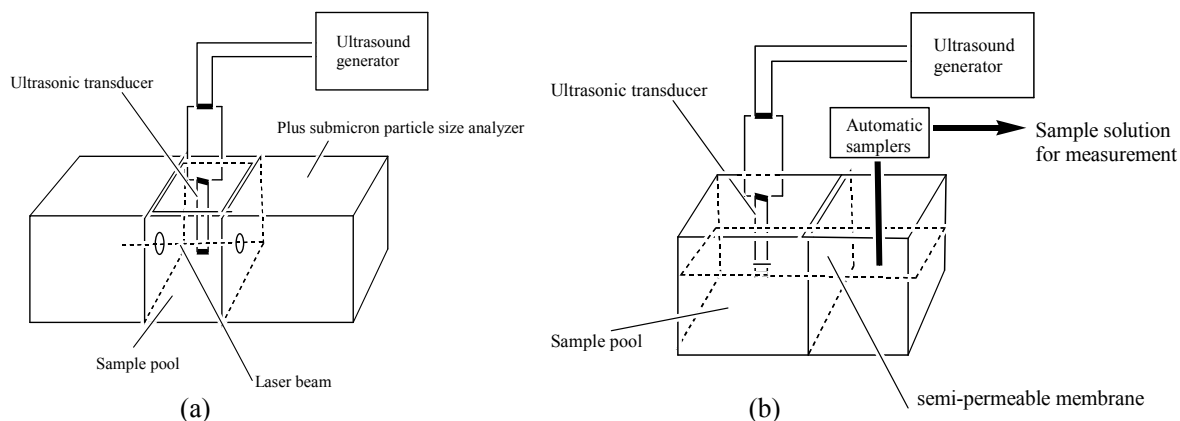 Ultrasound
generator
Ultrasonic transducer
Plus submicron particle size analyzer
Sample pool
Laser beam
(a)
Ultrasound
generator
Ultrasonic transducer
Automatic
samplers
Sample solution
for measurement
Sample pool
semi-permeable membrane
(b)